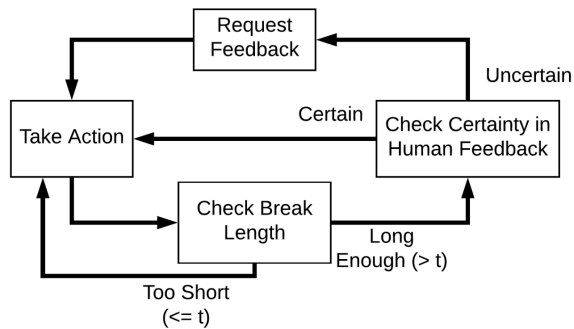 Request
Feedback
Uncertain
Certain
Take Action
Check Certainty in
Human Feedback
Check Break
Length
Long
Enough (> t)
Too Short
(<= t)